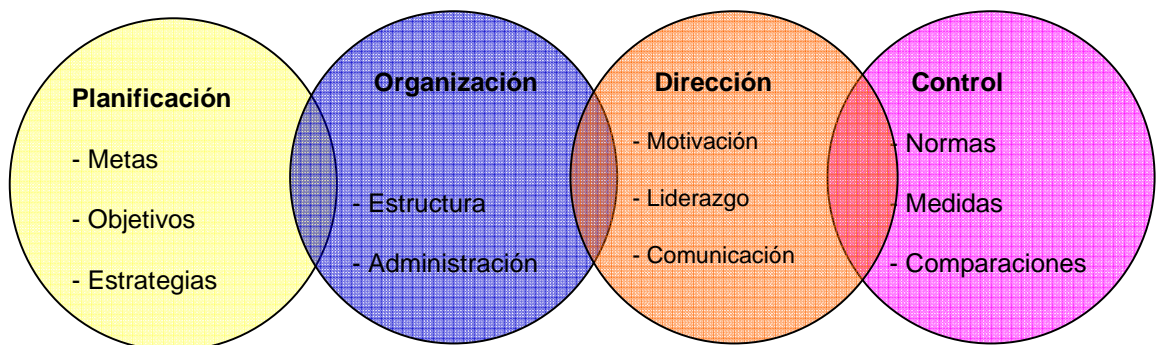 Planificación
- Metas
- Objetivos
- Estrategias
Organización
- Estructura
- Administración
Dirección
- Motivación
- Liderazgo
- Comunicación
Control
- Normas
- Medidas
- Comparaciones